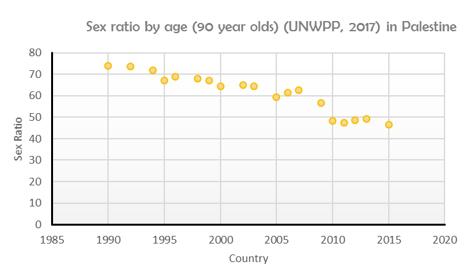 Sex ratio by age (90 year olds) (UNWPP, 2017) in Palestine
80
70
60
50
40
30
20
10
0
Sex Ratio
1985 1990 1995 2000 2005 2010 2015 2020
Country